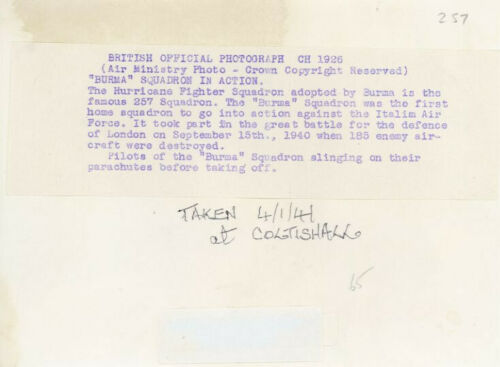 257
BRITISH OFFICIAL PHOTOGRAPH CH 1926
(Air Ministry Photo - Crown Copyright Reserved)
"BURMA" SQUADRON IN ACTION.
The Hurricane Fighter Squadron adopted by Burma is the
famous 257 Squadron. The "Burma" Squadron was the first
home squadron to go into action against the Italim Air
Force. It took part in the great battle for the defence
of London on September 15th., 1940 when 185 enemy air-
craft were destroyed.
Pilots of the "Burma" Squadron slinging on their
parachutes before taking off.
TAKEN 4/1/41
at COLTISHALL
65